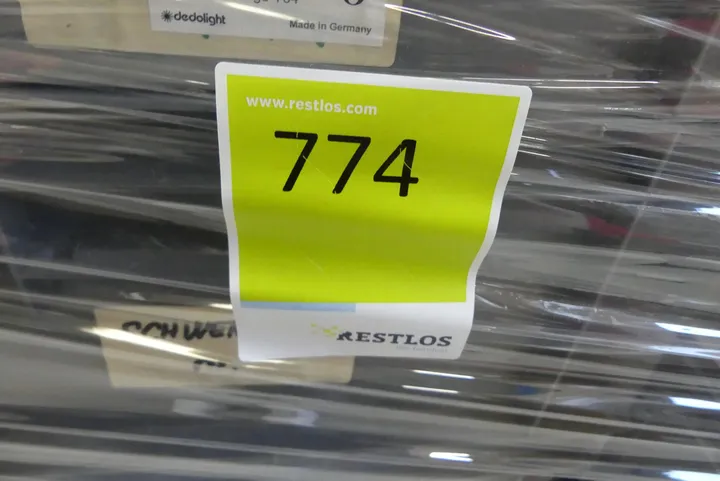 dedolight
Made in Germany
www.restlos.com
774
RESTLOS